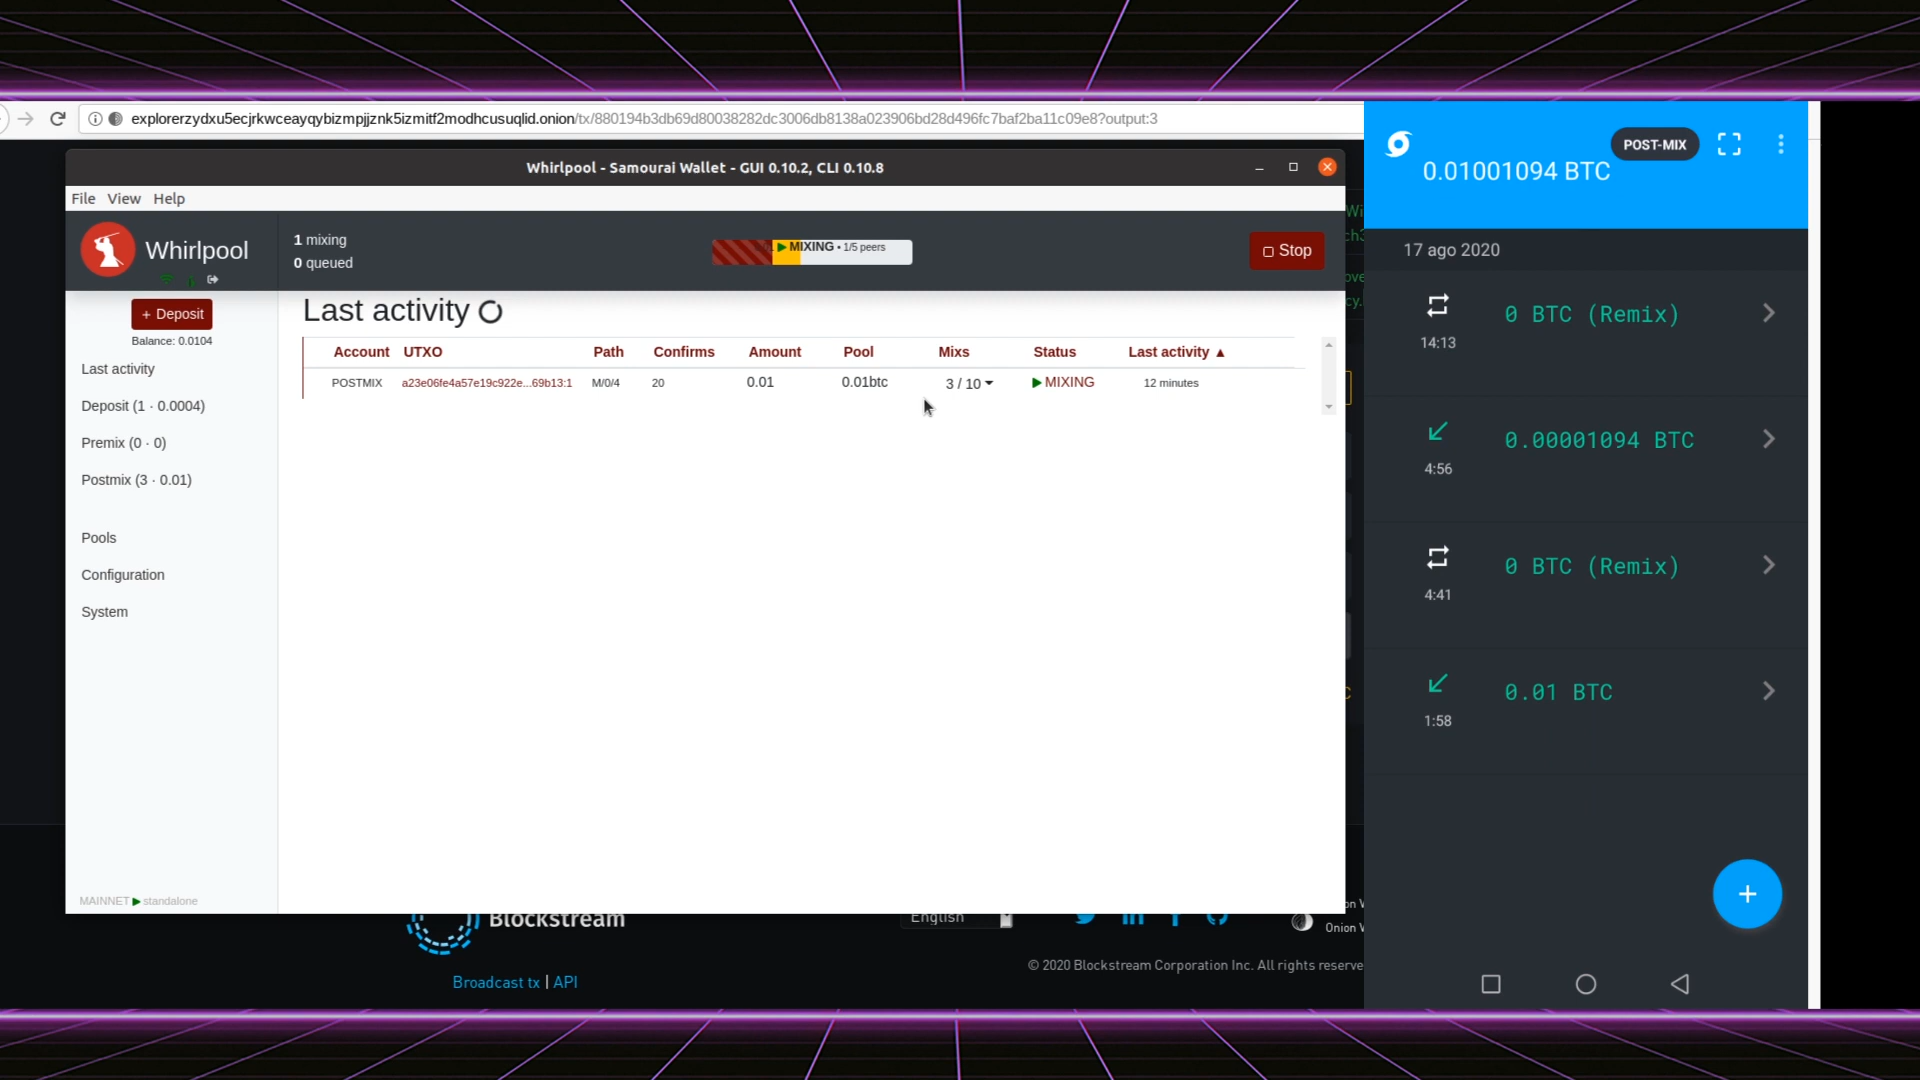 explorerzydxu5ecjrkwceayqybizmpjjznk5izmitf2modhcusuqlid.onion/tx/880194b3db69d80038282dc3006db8138a023906bd28d496fc7baf2ba11c09e8?output:3
Whirlpool - Samourai Wallet - GUI 0.10.2, CLI 0.10.8
File View Help
Whirlpool
1 mixing
0 queued
MIXING • 1/5 peers
Stop
+ Deposit
Balance: 0.0104
Last activity
Deposit (1 · 0.0004)
Premix (0 · 0)
Postmix (3 · 0.01)
Pools
Configuration
System
MAINNET standalone
Last activity
Account UTXO Path Confirms Amount Pool Mixs Status Last activity ▲
POSTMIX a23e06fe4a57e19c922e...69b13:1 M/0/4 20 0.01 0.01btc 3 / 10 MIXING 12 minutes
Blockstream
English
Broadcast tx | API
Onion
© 2020 Blockstream Corporation Inc. All rights reserve
POST-MIX
0.01001094 BTC
17 ago 2020
0 BTC (Remix)
14:13
0.00001094 BTC
4:56
0 BTC (Remix)
4:41
0.01 BTC
1:58
+